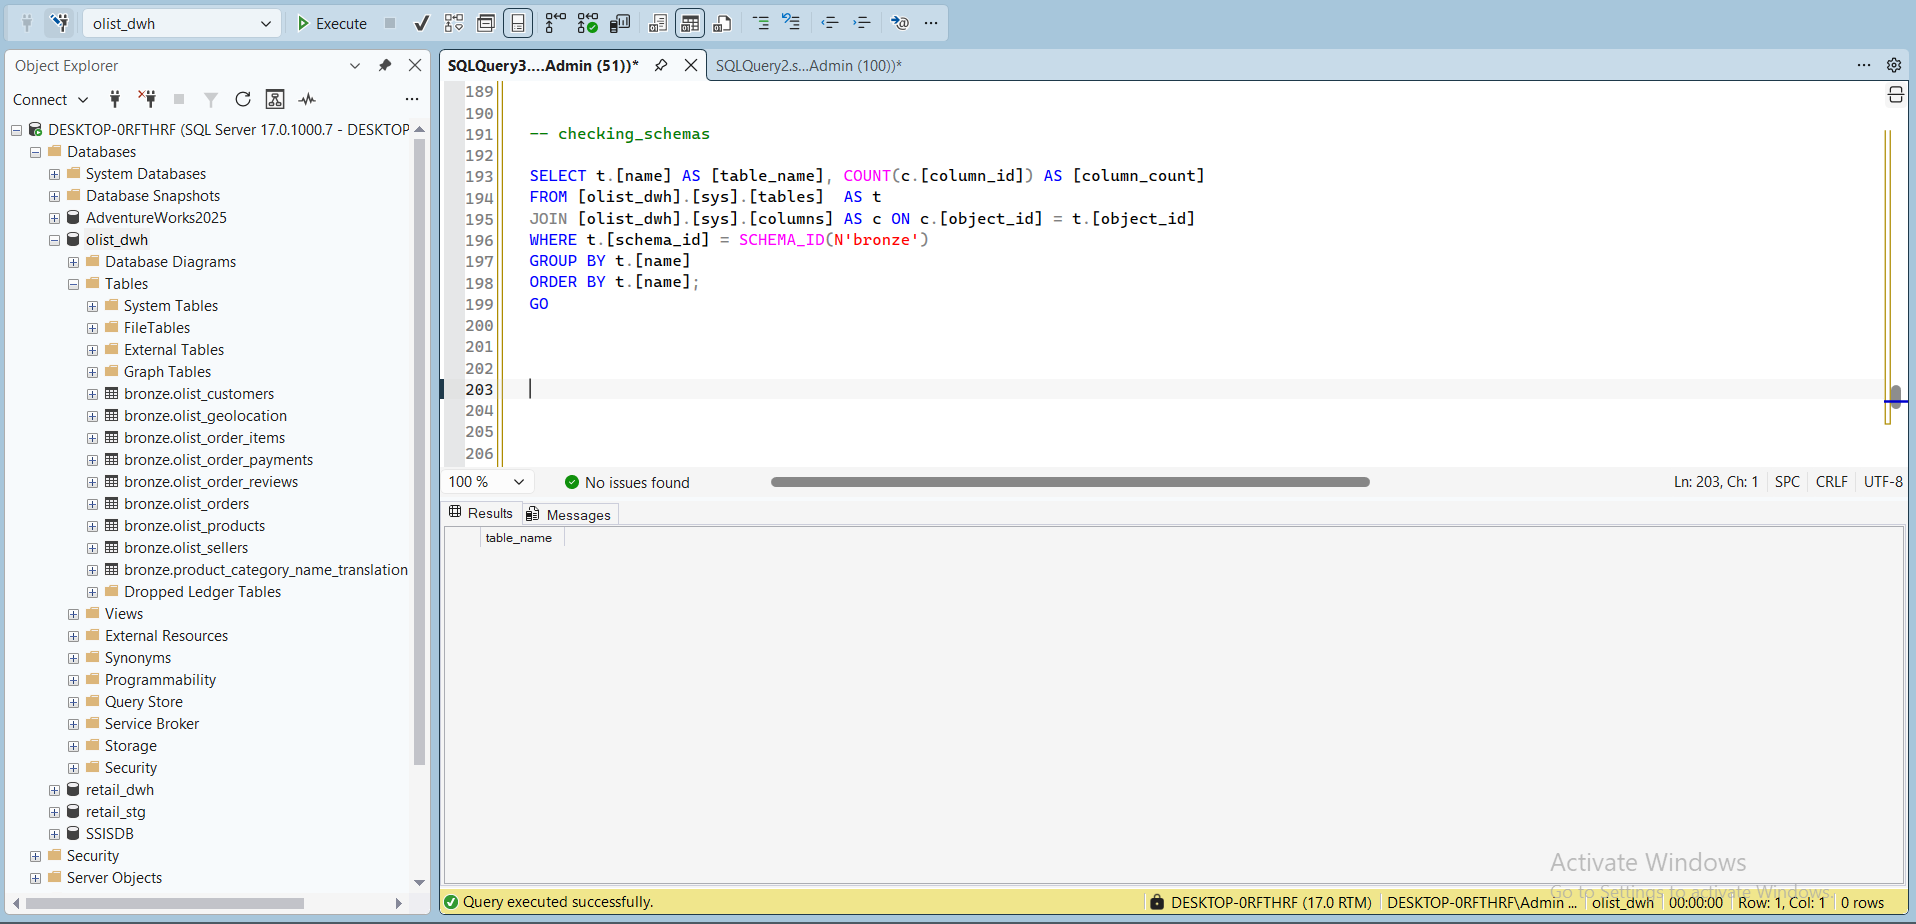 olist_dwh
Execute
Object Explorer
Connect
DESKTOP-0RFTHRF (SQL Server 17.0.1000.7 - DESKTOP
Databases
System Databases
Database Snapshots
AdventureWorks2025
olist_dwh
Database Diagrams
Tables
System Tables
FileTables
External Tables
Graph Tables
bronze.olist_customers
bronze.olist_geolocation
bronze.olist_order_items
bronze.olist_order_payments
bronze.olist_order_reviews
bronze.olist_orders
bronze.olist_products
bronze.olist_sellers
bronze.product_category_name_translation
Dropped Ledger Tables
Views
External Resources
Synonyms
Programmability
Query Store
Service Broker
Storage
Security
retail_dwh
retail_stg
SSISDB
Security
Server Objects
SQLQuery3....Admin (51))*
SQLQuery2.s...Admin (100))*
189
190
191 -- checking_schemas
192
193 SELECT t.[name] AS [table_name], COUNT(c.[column_id]) AS [column_count]
194 FROM [olist_dwh].[sys].[tables]  AS t
195 JOIN [olist_dwh].[sys].[columns] AS c ON c.[object_id] = t.[object_id]
196 WHERE t.[schema_id] = SCHEMA_ID(N'bronze')
197 GROUP BY t.[name]
198 ORDER BY t.[name];
199 GO
200
201
202
203
204
205
206
100 %
No issues found
Ln: 203, Ch: 1 SPC CRLF UTF-8
Results Messages
table_name
Activate Windows
Go to Settings to activate Windows.
Query executed successfully.
DESKTOP-0RFTHRF (17.0 RTM) DESKTOP-0RFTHRF\Admin ... olist_dwh 00:00:00 Row: 1, Col: 1 0 rows